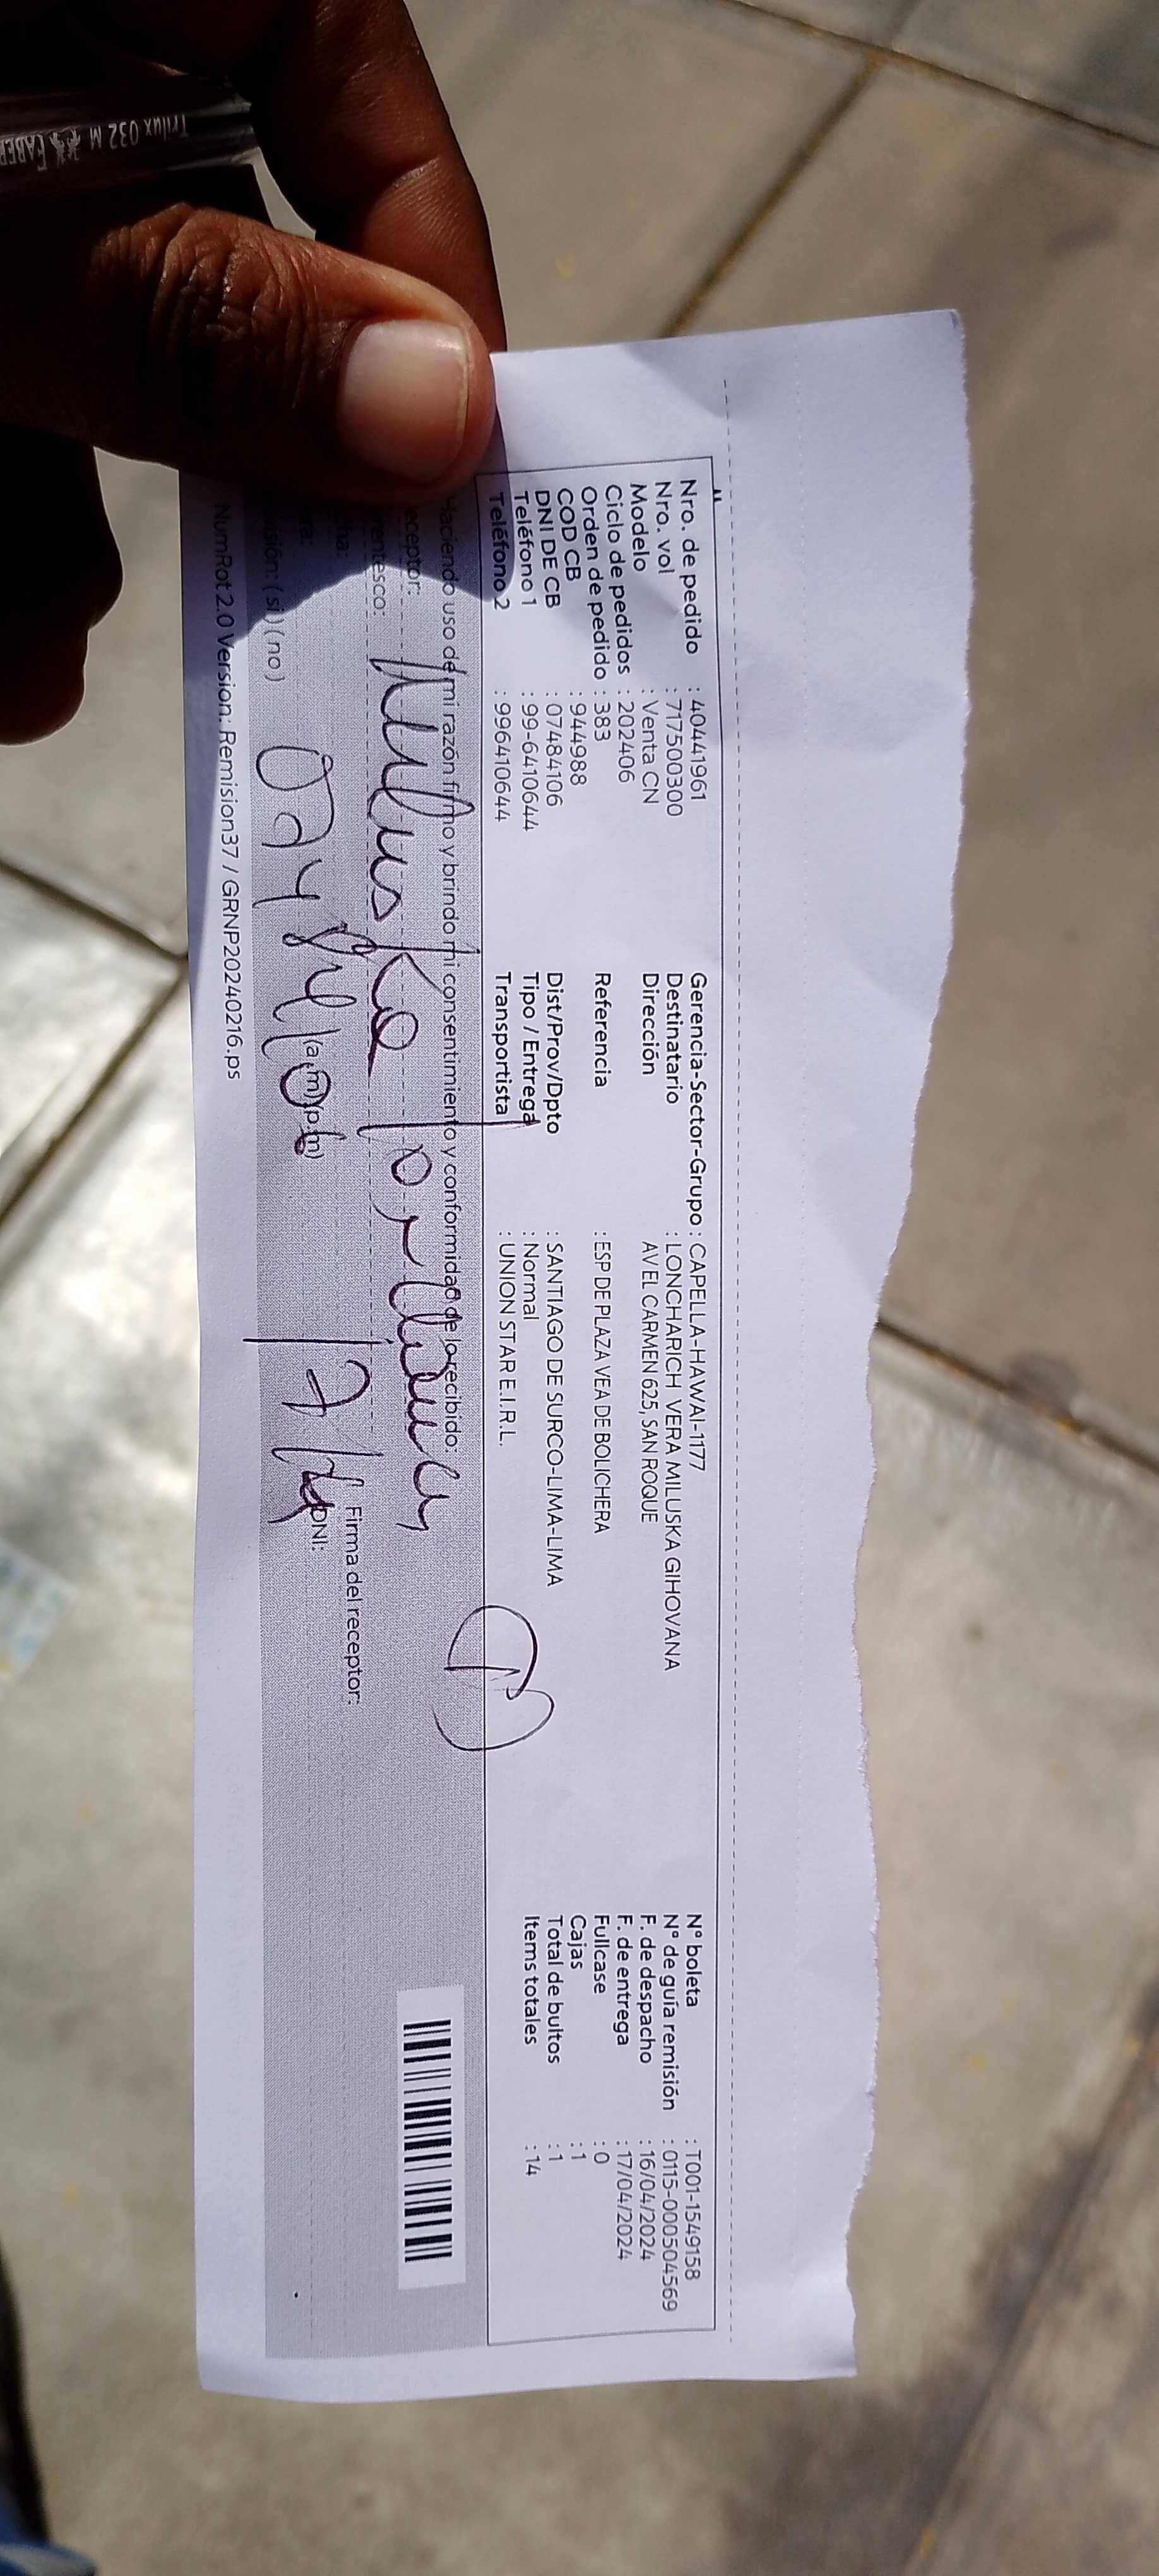 Trilux 032 M FABER
Nro. de pedido : 40441961
Nro. vol : 717500300
Modelo : Venta CN
Ciclo de pedidos : 202406
Orden de pedido : 383
COD CB : 944988
DNI DE CB : 07484106
Teléfono 1 : 99-6410644
Teléfono 2 : 996410644
Gerencia-Sector-Grupo : CAPELLA-HAWAI-1177
Destinatario : LONCHARICH VERA MILUSKA GIHOVANA
Dirección AV EL CARMEN 625, SAN ROQUE
Referencia : ESP DE PLAZA VEA DE BOLICHERA
Dist/Prov/Dpto : SANTIAGO DE SURCO-LIMA-LIMA
Tipo / Entrega : Normal
Transportista : UNION STAR E.I.R.L.
N° boleta : T001-1549158
N° de guía remisión : 0115-000504569
F. de despacho : 16/04/2024
F. de entrega : 17/04/2024
Fullcase : 0
Cajas : 1
Total de bultos : 1
Items totales : 14
Haciendo uso de mi razón firmo y brindo mi consentimiento y conformidad de lo recibido:
eceptor:
entesco:
(a.m)(p.m)
Firma del receptor:
DNI:
sión: (si) (no)
NumRot 2.0 Version: Remision37 / GRNP20240216.ps